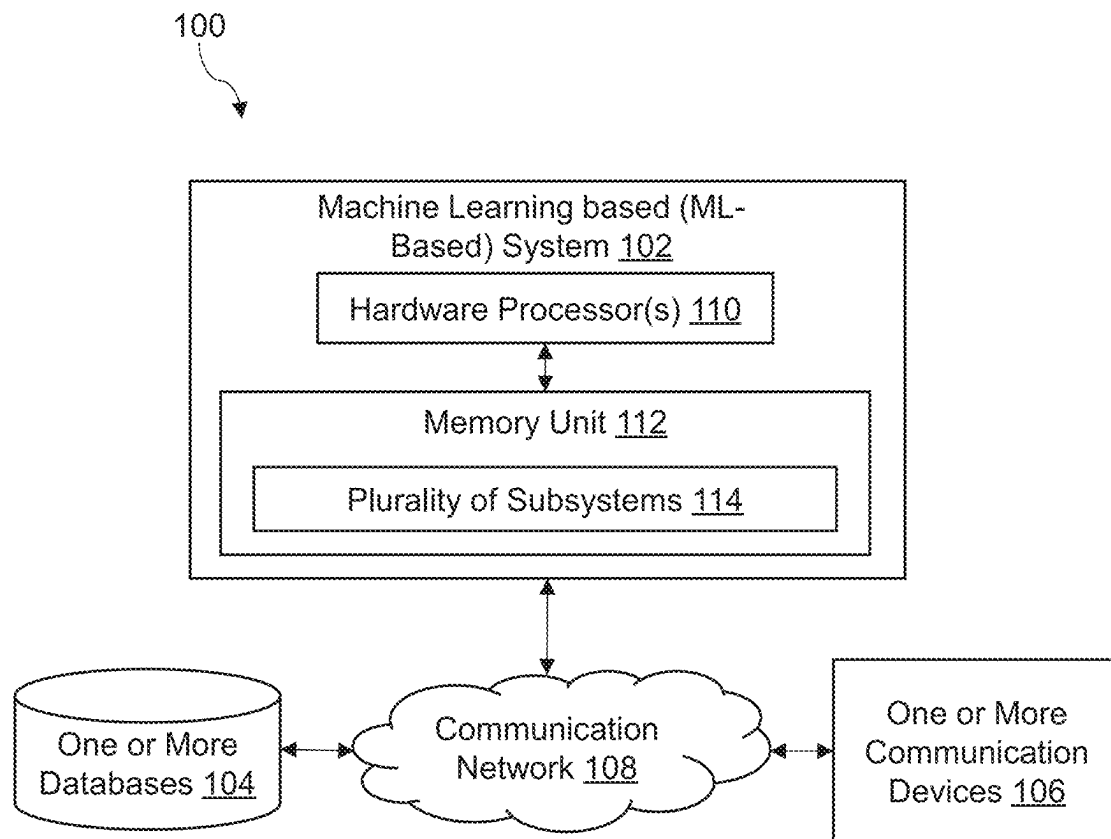 100
Machine Learning based (ML-
Based) System 102
Hardware Processor(s) 110
Memory Unit 112
Plurality of Subsystems 114
One or More
Databases 104
Communication
Network 108
One or More
Communication
Devices 106